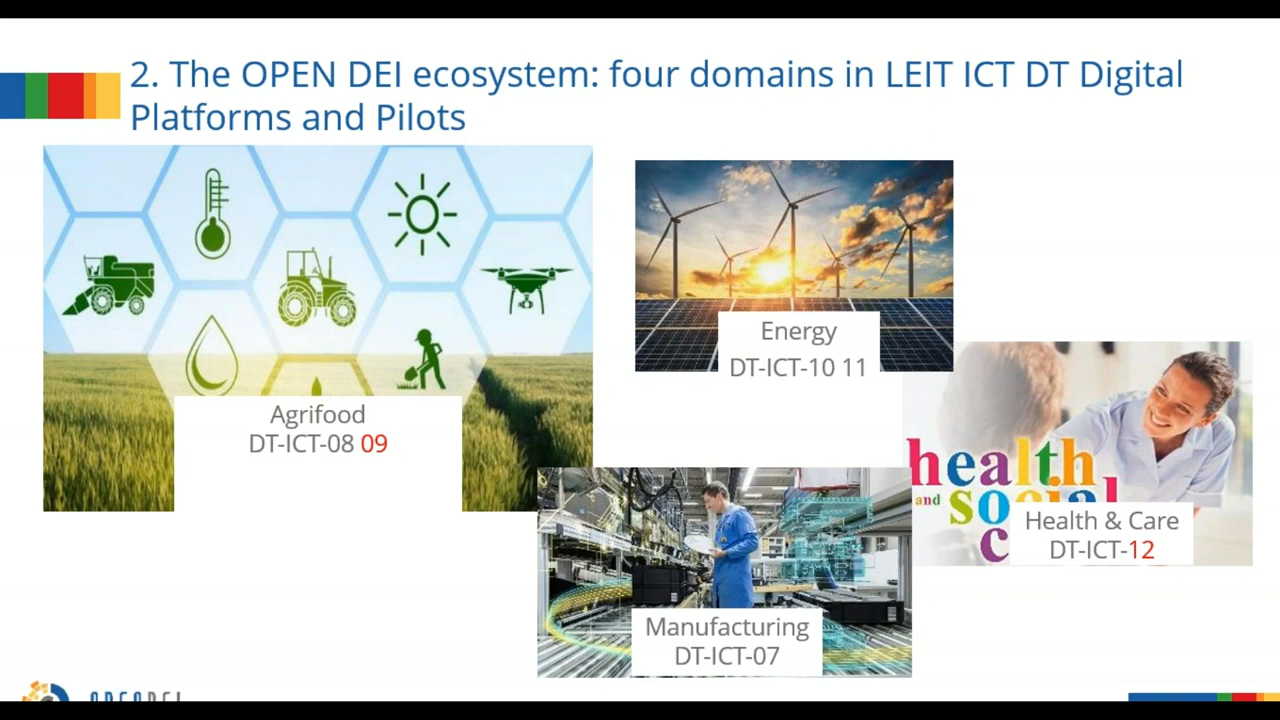 2. The OPEN DEI ecosystem: four domains in LEIT ICT DT Digital
Platforms and Pilots
Agrifood
DT-ICT-08 09
Energy
DT-ICT-10 11
health
and
Health & Care
DT-ICT-12
Manufacturing
DT-ICT-07